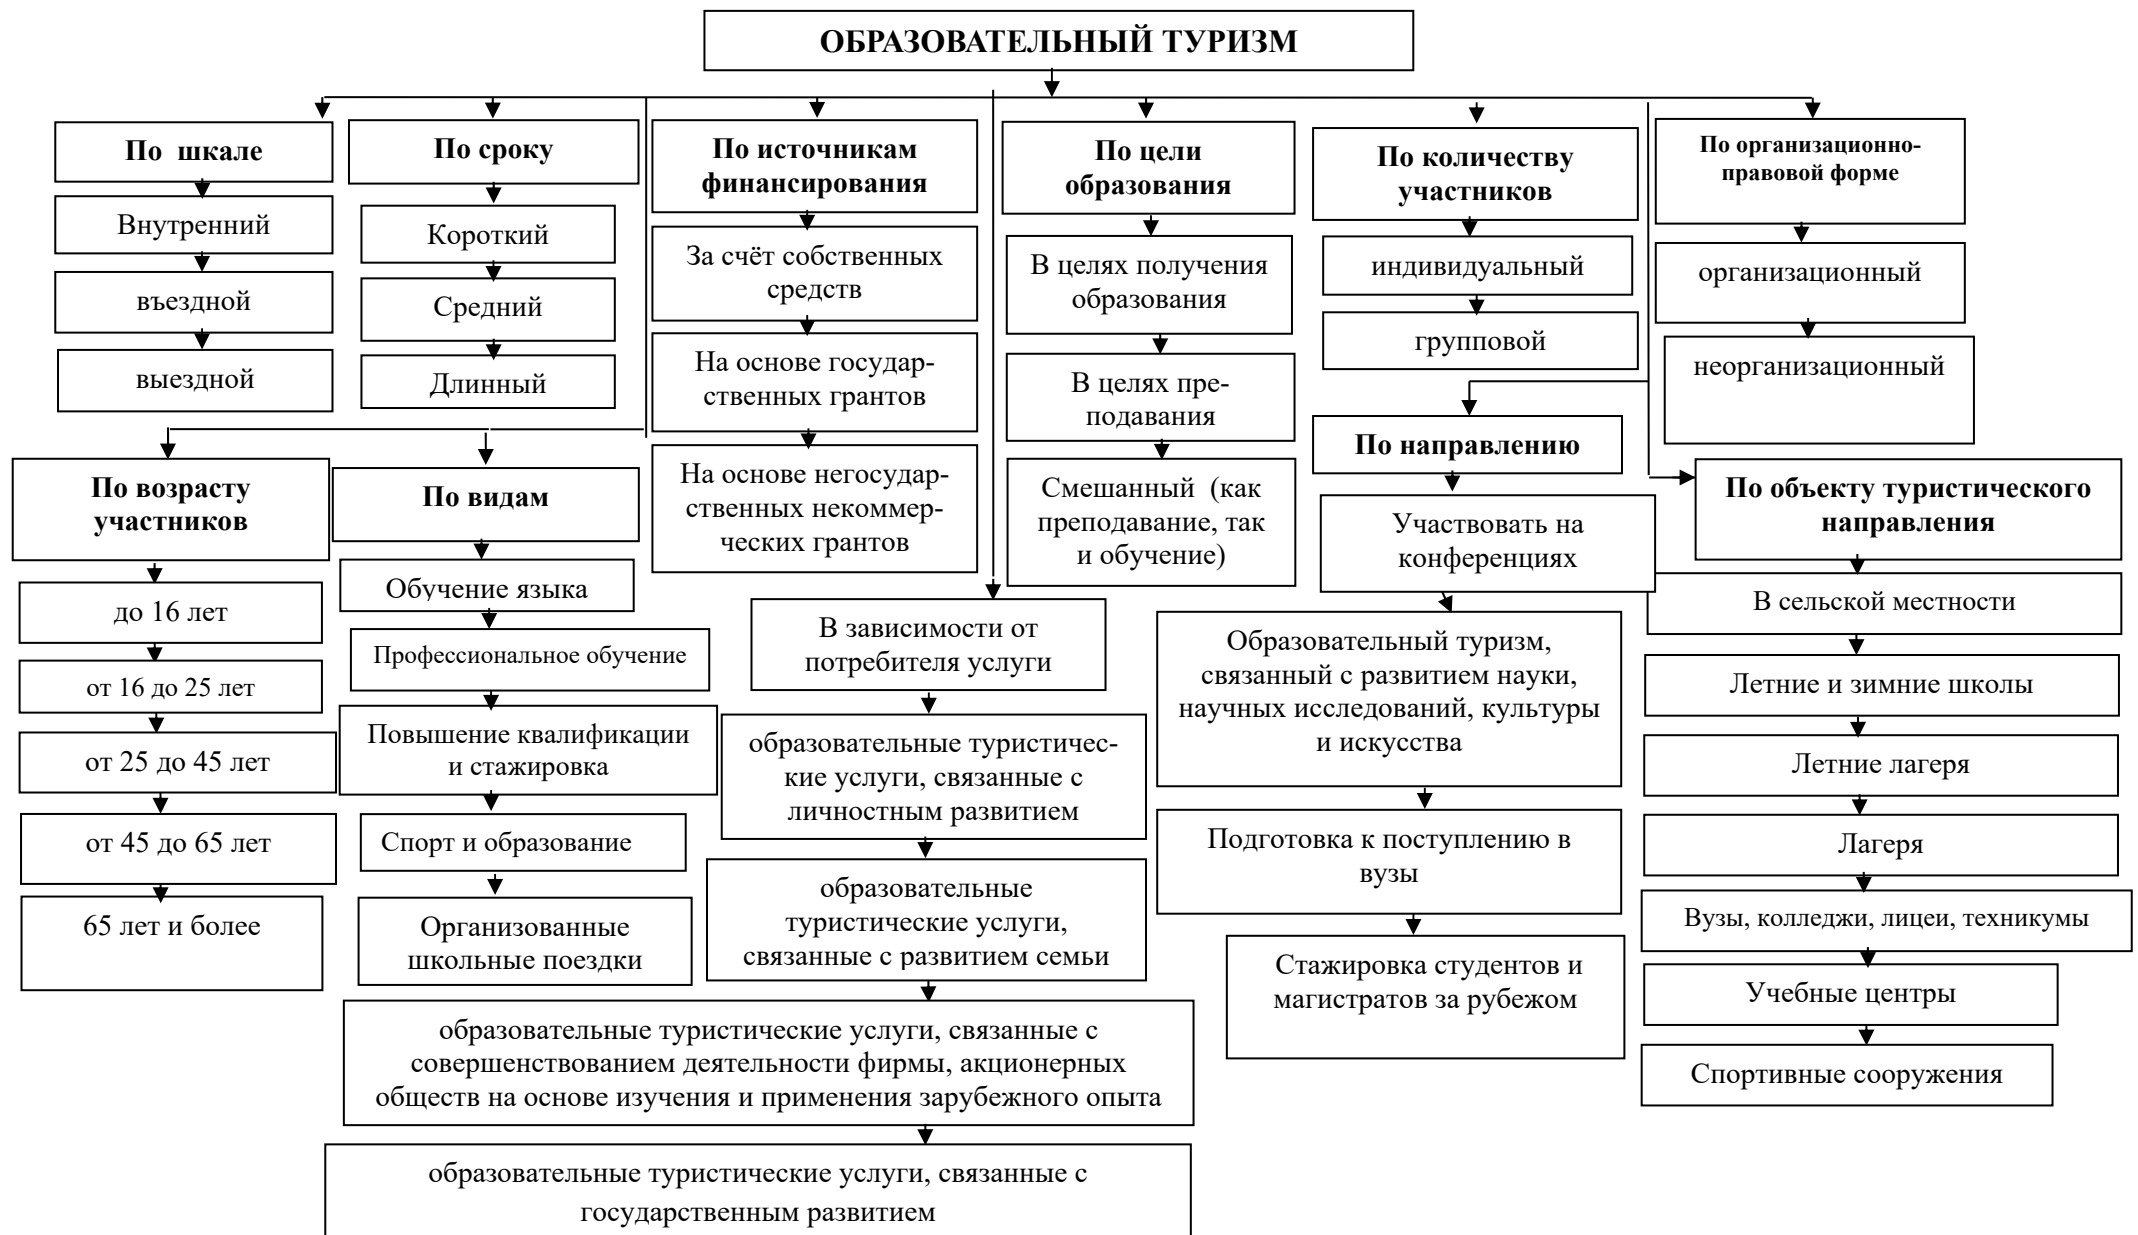 ОБРАЗОВАТЕЛЬНЫЙ ТУРИЗМ
По шкале
Внутренний
въездной
выездной
По сроку
Короткий
Средний
Длинный
По источникам
финансирования
За счёт собственных
средств
На основе государ-
ственных грантов
На основе негосудар-
ственных некоммер-
ческих грантов
По цели
образования
В целях получения
образования
В целях пре-
подавания
Смешанный (как
преподавание, так
и обучение)
По количеству
участников
индивидуальный
групповой
По организационно-
правовой форме
организационный
неорганизационный
По возрасту
участников
до 16 лет
от 16 до 25 лет
от 25 до 45 лет
от 45 до 65 лет
65 лет и более
По видам
Обучение языка
Профессиональное обучение
Повышение квалификации
и стажировка
Спорт и образование
Организованные
школьные поездки
В зависимости от
потребителя услуги
образовательные туристичес-
кие услуги, связанные с
личностным развитием
образовательные
туристические услуги,
связанные с развитием семьи
образовательные туристические услуги, связанные с
совершенствованием деятельности фирмы, акционерных
обществ на основе изучения и применения зарубежного опыта
образовательные туристические услуги, связанные с
государственным развитием
По направлению
Участвовать на
конференциях
Образовательный туризм,
связанный с развитием науки,
научных исследований, культуры
и искусства
Подготовка к поступлению в
вузы
Стажировка студентов и
магистратов за рубежом
По объекту туристического
направления
В сельской местности
Летние и зимние школы
Летние лагеря
Лагеря
Вузы, колледжи, лицеи, техникумы
Учебные центры
Спортивные сооружения